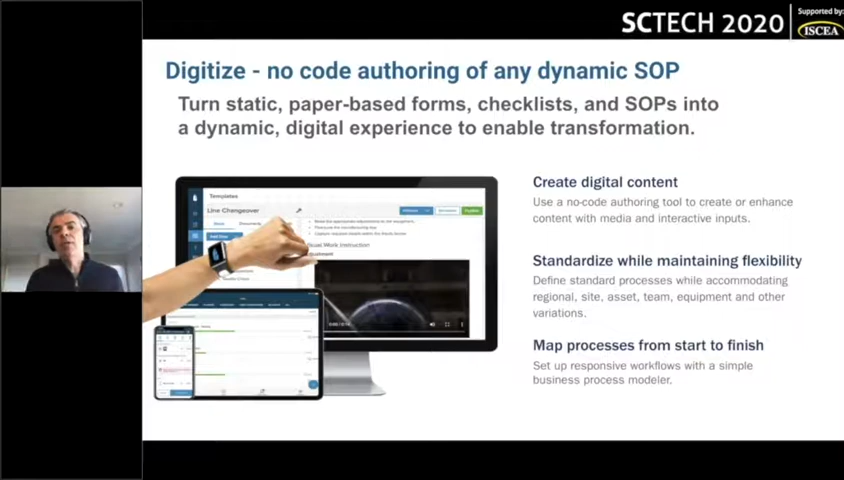 SCTECH 2020
Supported by:
ISCEA
Digitize - no code authoring of any dynamic SOP
Turn static, paper-based forms, checklists, and SOPs into
a dynamic, digital experience to enable transformation.
Templates
Line Changeover
Create digital content
Use a no-code authoring tool to create or enhance
content with media and interactive inputs.
Standardize while maintaining flexibility
Define standard processes while accommodating
regional, site, asset, team, equipment and other
variations.
Map processes from start to finish
Set up responsive workflows with a simple
business process modeler.